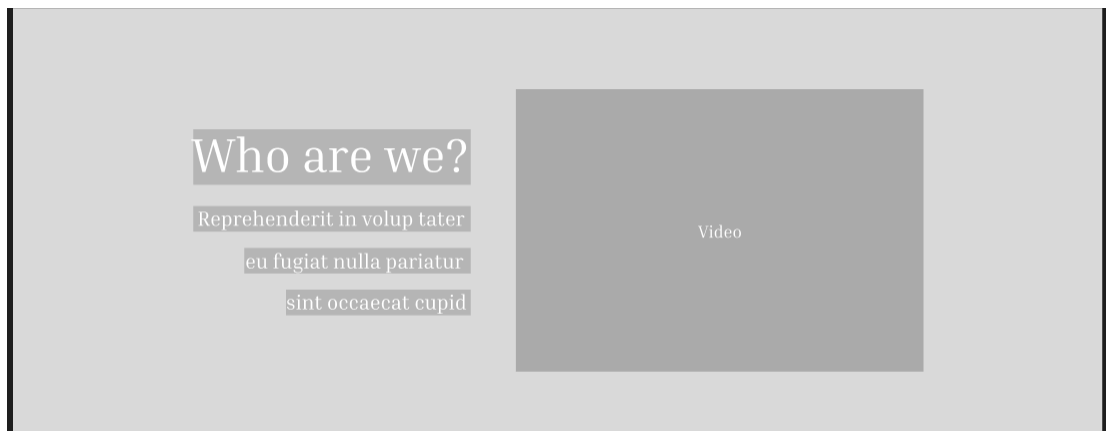 Who are we?
Reprehenderit in volup tater
eu fugiat nulla pariatur
sint occaecat cupid
Video